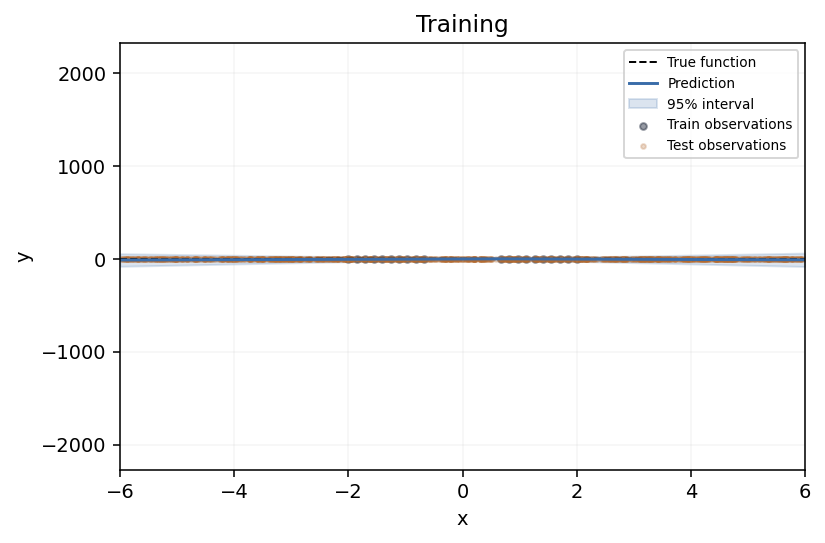 Training
2000
1000
0
−1000
−2000
y
−6
−4
−2
0
2
4
6
x
True function
Prediction
95% interval
Train observations
Test observations